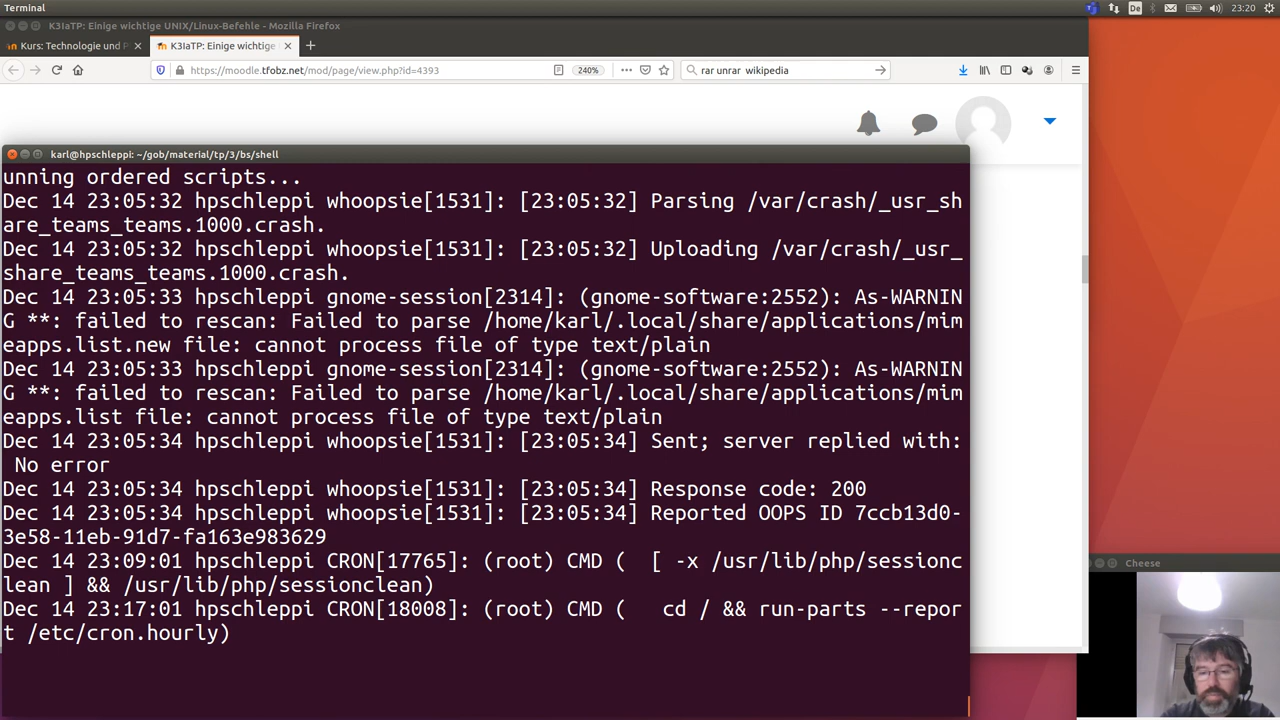 Terminal
De
23:20
K3IaTP: Einige wichtige UNIX/Linux-Befehle - Mozilla Firefox
Kurs: Technologie und P
K3IaTP: Einige wichtige
https://moodle.tfobz.net/mod/page/view.php?id=4393
240%
rar unrar wikipedia
karl@hpschleppi: ~/gob/material/tp/3/bs/shell
unning ordered scripts...
Dec 14 23:05:32 hpschleppi whoopsie[1531]: [23:05:32] Parsing /var/crash/_usr_sh
are_teams_teams.1000.crash.
Dec 14 23:05:32 hpschleppi whoopsie[1531]: [23:05:32] Uploading /var/crash/_usr_
share_teams_teams.1000.crash.
Dec 14 23:05:33 hpschleppi gnome-session[2314]: (gnome-software:2552): As-WARNIN
G **: failed to rescan: Failed to parse /home/karl/.local/share/applications/mim
eapps.list.new file: cannot process file of type text/plain
Dec 14 23:05:33 hpschleppi gnome-session[2314]: (gnome-software:2552): As-WARNIN
G **: failed to rescan: Failed to parse /home/karl/.local/share/applications/mim
eapps.list file: cannot process file of type text/plain
Dec 14 23:05:34 hpschleppi whoopsie[1531]: [23:05:34] Sent; server replied with:
 No error
Dec 14 23:05:34 hpschleppi whoopsie[1531]: [23:05:34] Response code: 200
Dec 14 23:05:34 hpschleppi whoopsie[1531]: [23:05:34] Reported OOPS ID 7ccb13d0-
3e58-11eb-91d7-fa163e983629
Dec 14 23:09:01 hpschleppi CRON[17765]: (root) CMD (  [ -x /usr/lib/php/sessionc
lean ] && /usr/lib/php/sessionclean)
Dec 14 23:17:01 hpschleppi CRON[18008]: (root) CMD (   cd / && run-parts --repor
t /etc/cron.hourly)
Cheese